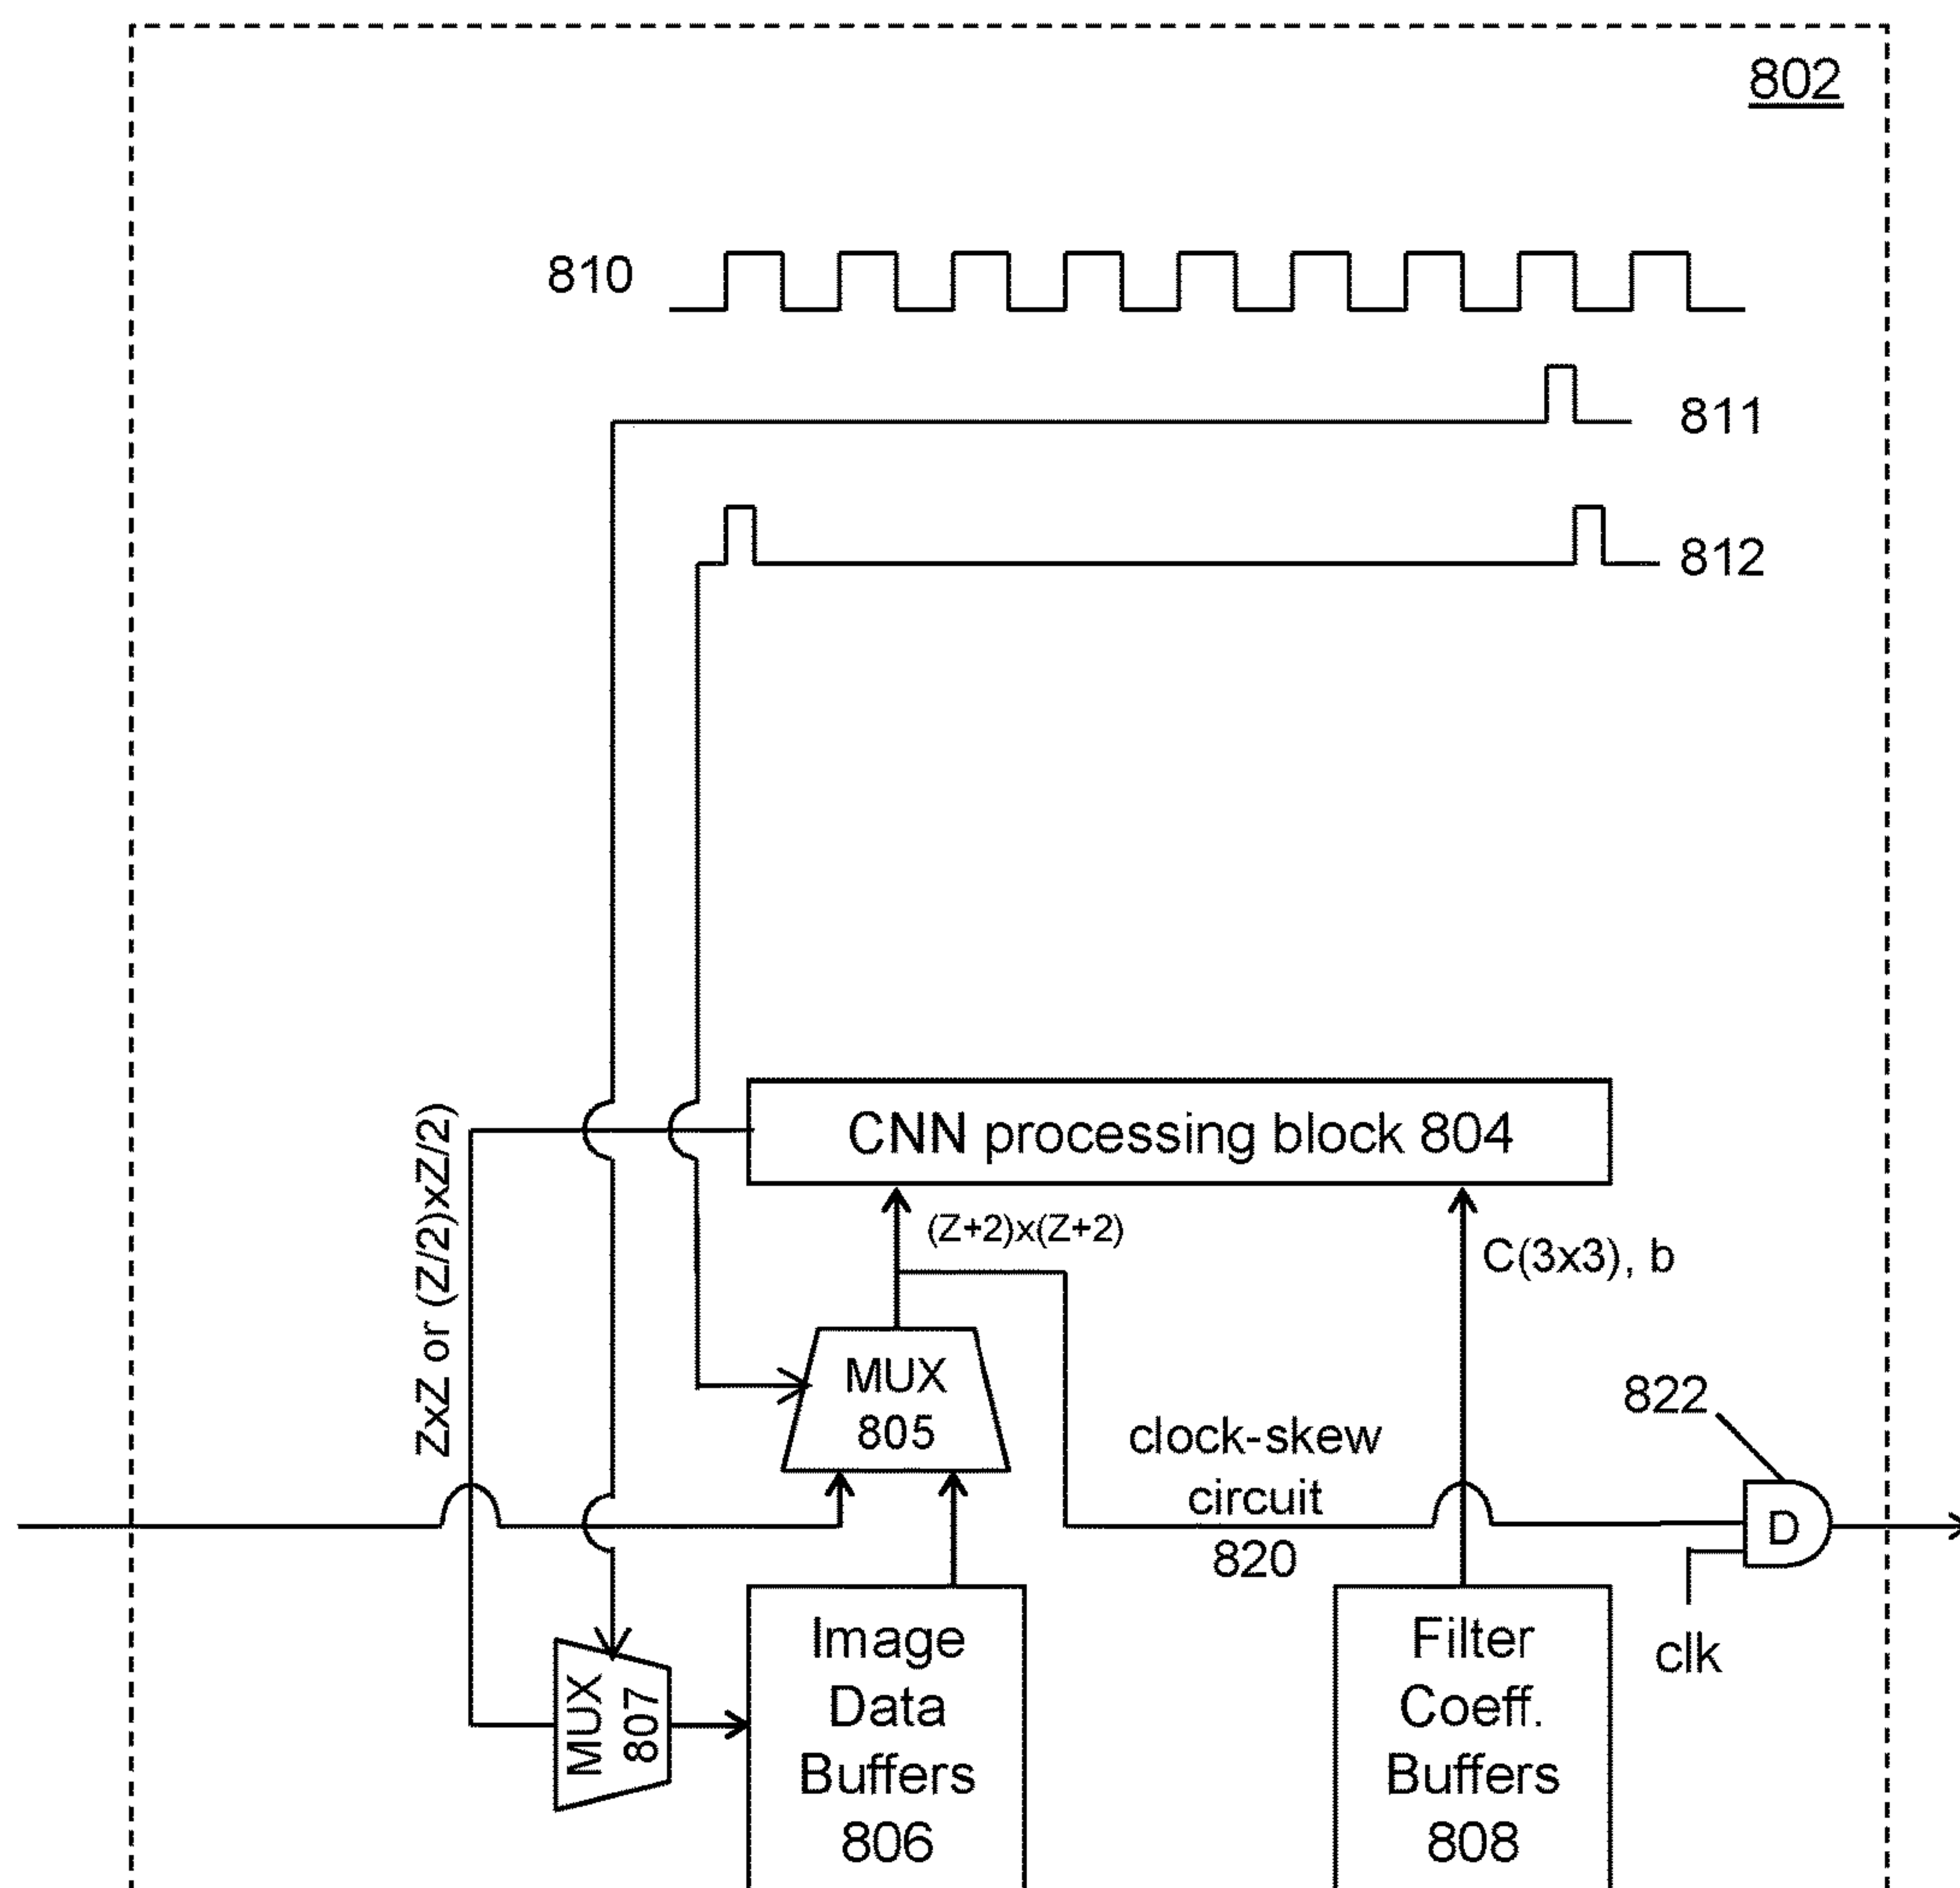 802
810
811
812
CNN processing block 804
ZxZ or (Z/2)xZ/2)
(Z+2)x(Z+2)
C(3x3), b
MUX
805
clock-skew
circuit
820
822
D
clk
MUX
807
Image
Data
Buffers
806
Filter
Coeff.
Buffers
808